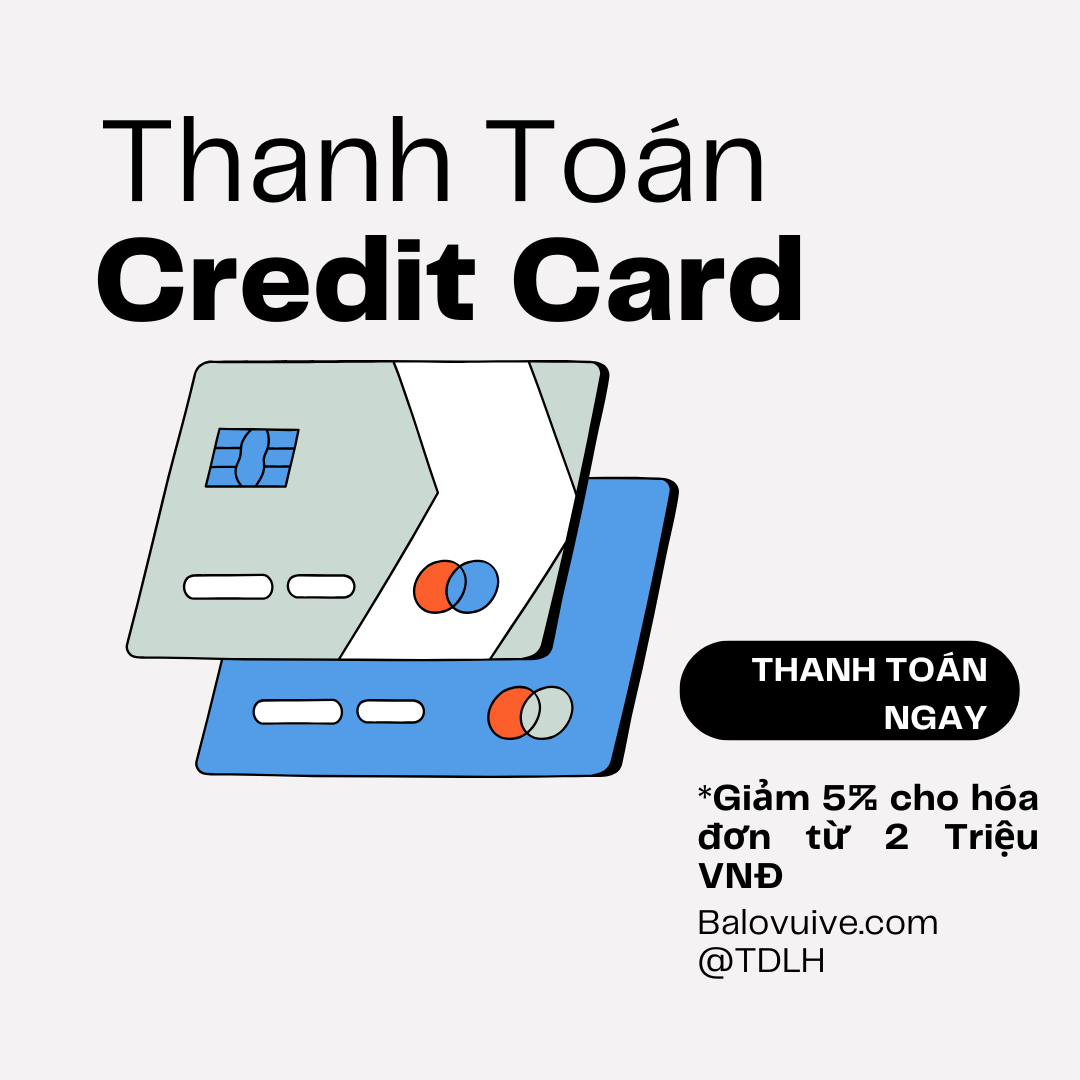 Thanh Toán
Credit Card
THANH TOÁN
NGAY
*Giảm 5% cho hóa
đơn từ 2 Triệu
VNĐ
Balovuive.com
@TDLH